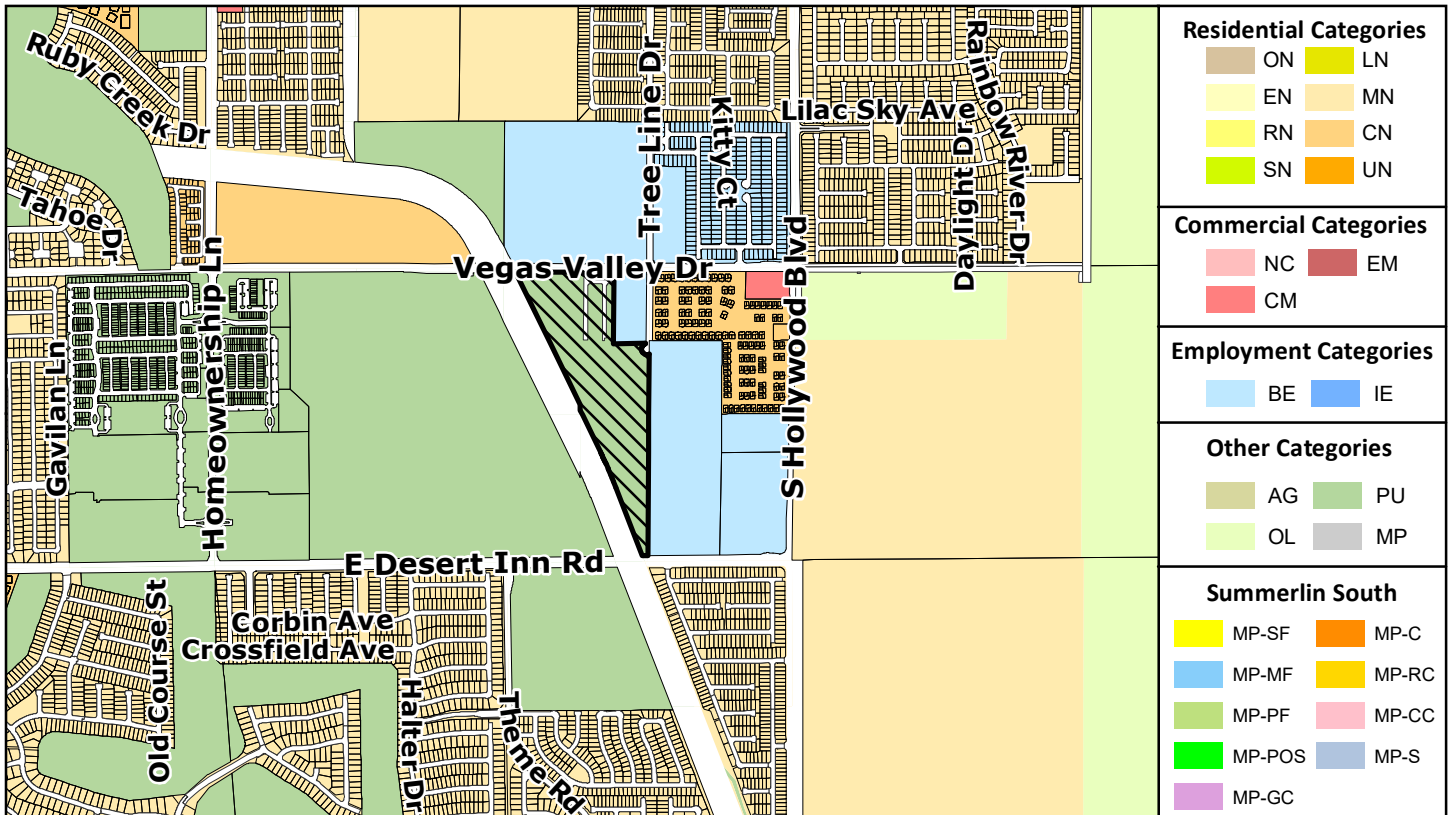 Ruby Creek Dr
Tree Line Dr
Kitty Ct
Lilac Sky Ave
Rainbow River Dr
Daylight Dr
Tahoe Dr
Homeownership Ln
Vegas Valley Dr
S Hollywood Blvd
Gavilan Ln
E Desert Inn Rd
Old Course St
Corbin Ave
Crossfield Ave
Halter Dr
Theme Rd
Residential Categories
ON LN
EN MN
RN CN
SN UN
Commercial Categories
NC EM
CM
Employment Categories
BE IE
Other Categories
AG PU
OL MP
Summerlin South
MP-SF MP-C
MP-MF MP-RC
MP-PF MP-CC
MP-POS MP-S
MP-GC